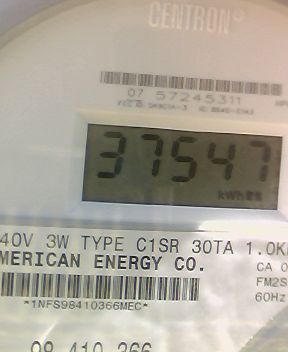 CENTRON®
07 57245311
37547
kWh
40V 3W TYPE C1SR 30TA 1.0K
MERICAN ENERGY CO.
CA 0
FM2S
*1NFS98410366MEC*
60Hz
98 410 366